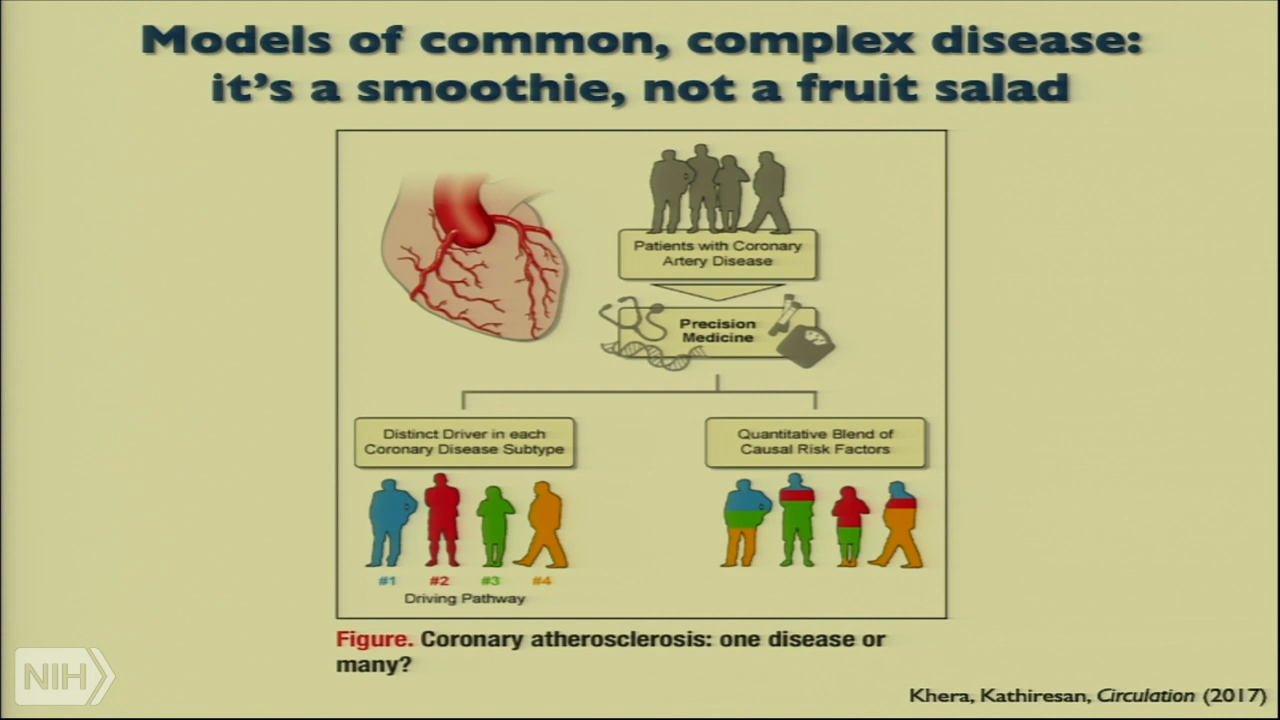 Models of common, complex disease:
it's a smoothie, not a fruit salad
Patients with Coronary
Artery Disease
Precision
Medicine
Distinct Driver in each
Coronary Disease Subtype
Quantitative Blend of
Causal Risk Factors
#1 #2 #3 #4
Driving Pathway
Figure. Coronary atherosclerosis: one disease or
many?
NIH
Khera, Kathiresan, Circulation (2017)